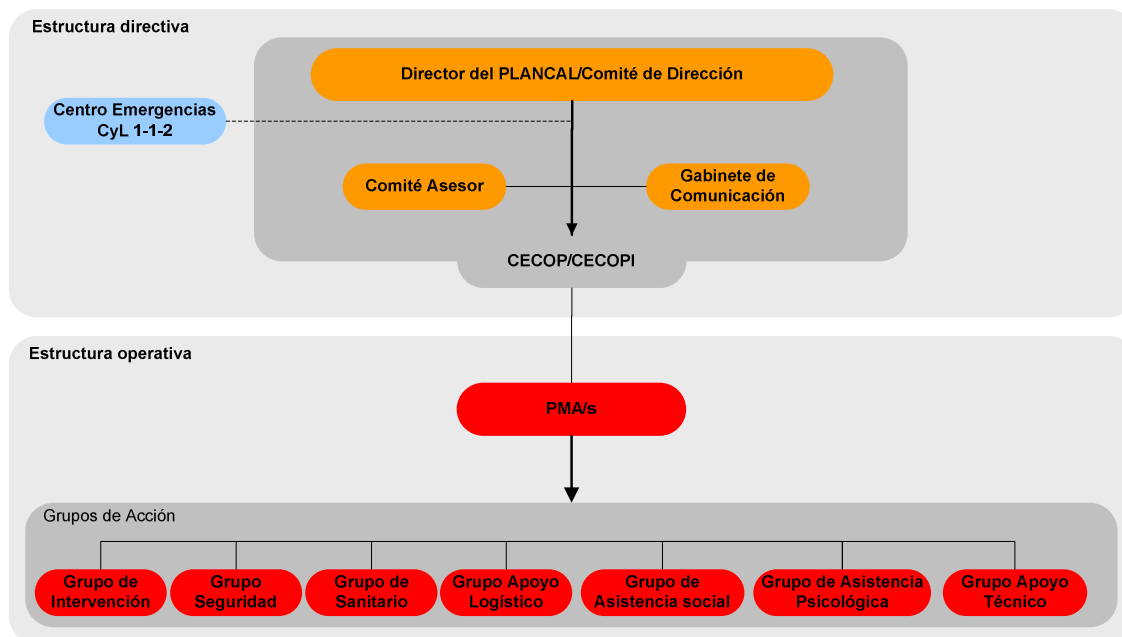 Estructura directiva
Director del PLANCAL/Comité de Dirección
Centro Emergencias
CyL 1-1-2
Comité Asesor
Gabinete de
Comunicación
CECOP/CECOPI
Estructura operativa
PMA/s
Grupos de Acción
Grupo de
Intervención
Grupo
Seguridad
Grupo de
Sanitario
Grupo Apoyo
Logístico
Grupo de
Asistencia social
Grupo de Asistencia
Psicológica
Grupo Apoyo
Técnico